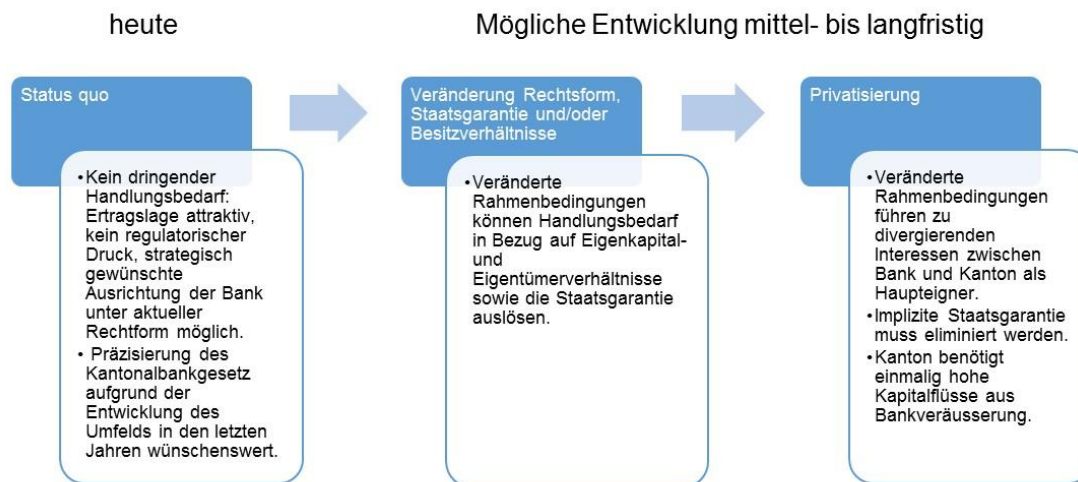 heute
Mögliche Entwicklung mittel- bis langfristig
Status quo
•Kein dringender
Handlungsbedarf:
Ertragslage attraktiv,
kein regulatorischer
Druck, strategisch
gewünschte
Ausrichtung der Bank
unter aktueller
Rechtform möglich.
• Präzisierung des
Kantonalbankgesetz
aufgrund der
Entwicklung des
Umfelds in den letzten
Jahren wünschenswert.
Veränderung Rechtsform,
Staatsgarantie und/oder
Besitzverhältnisse
•Veränderte
Rahmenbedingungen
können Handlungsbedarf
in Bezug auf Eigenkapital-
und
Eigentümerverhältnisse
sowie die Staatsgarantie
auslösen.
Privatisierung
•Veränderte
Rahmenbedingungen
führen zu
divergierenden
Interessen zwischen
Bank und Kanton als
Haupteigner.
•Implizite Staatsgarantie
muss eliminiert werden.
•Kanton benötigt
einmalig hohe
Kapitalflüsse aus
Bankveräusserung.